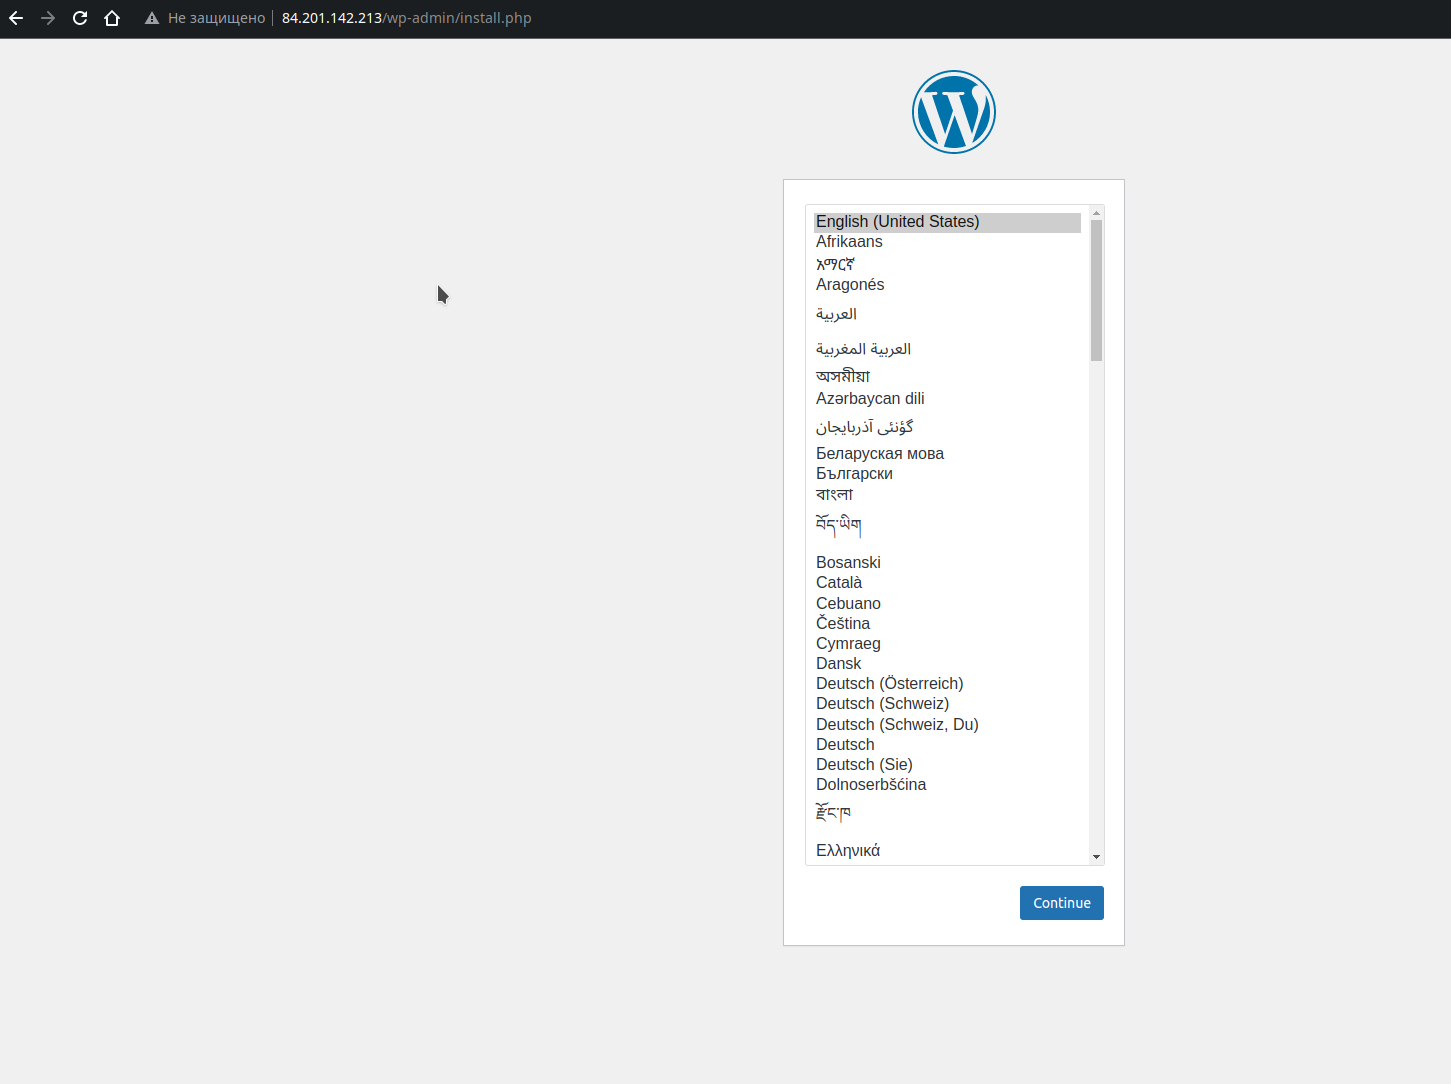 Не защищено 84.201.142.213/wp-admin/install.php
English (United States)
Afrikaans
አማርኛ
Aragonés
العربية
العربية المغربية
অসমীয়া
Azərbaycan dili
گؤنئی آذربایجان
Беларуская мова
Български
বাংলা
བོད་ཡིག
Bosanski
Català
Cebuano
Čeština
Cymraeg
Dansk
Deutsch (Österreich)
Deutsch (Schweiz)
Deutsch (Schweiz, Du)
Deutsch
Deutsch (Sie)
Dolnoserbšćina
རྫོང་ཁ
Ελληνικά
Continue